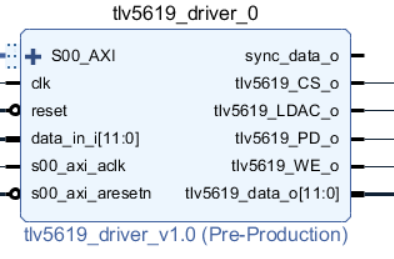 tlv5619_driver_0
S00_AXI sync_data_o
clk tlv5619_CS_o
reset tlv5619_LDAC_o
data_in_i[11:0] tlv5619_PD_o
s00_axi_aclk tlv5619_WE_o
s00_axi_aresetn tlv5619_data_o[11:0]
tlv5619_driver_v1.0 (Pre-Production)